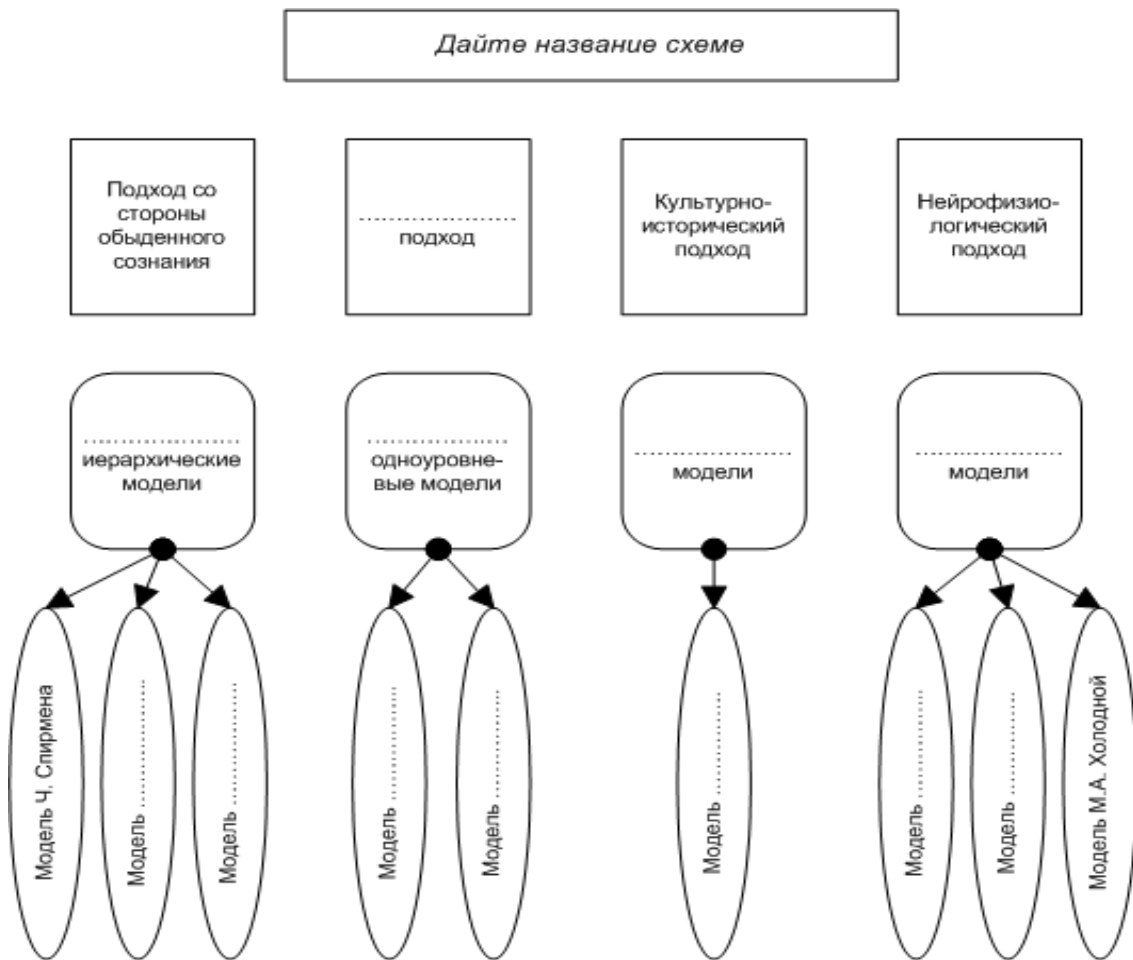 Дайте название схеме
Подход со
стороны
обыденного
сознания
.........................
подход
Культурно-
исторический
подход
Нейрофизио-
логический
подход
.........................
иерархические
модели
.........................
одноуровне-
вые модели
.........................
модели
.........................
модели
Модель Ч. Спирмена
Модель .........................
Модель .........................
Модель .........................
Модель .........................
Модель .........................
Модель .........................
Модель .........................
Модель М.А. Холодной